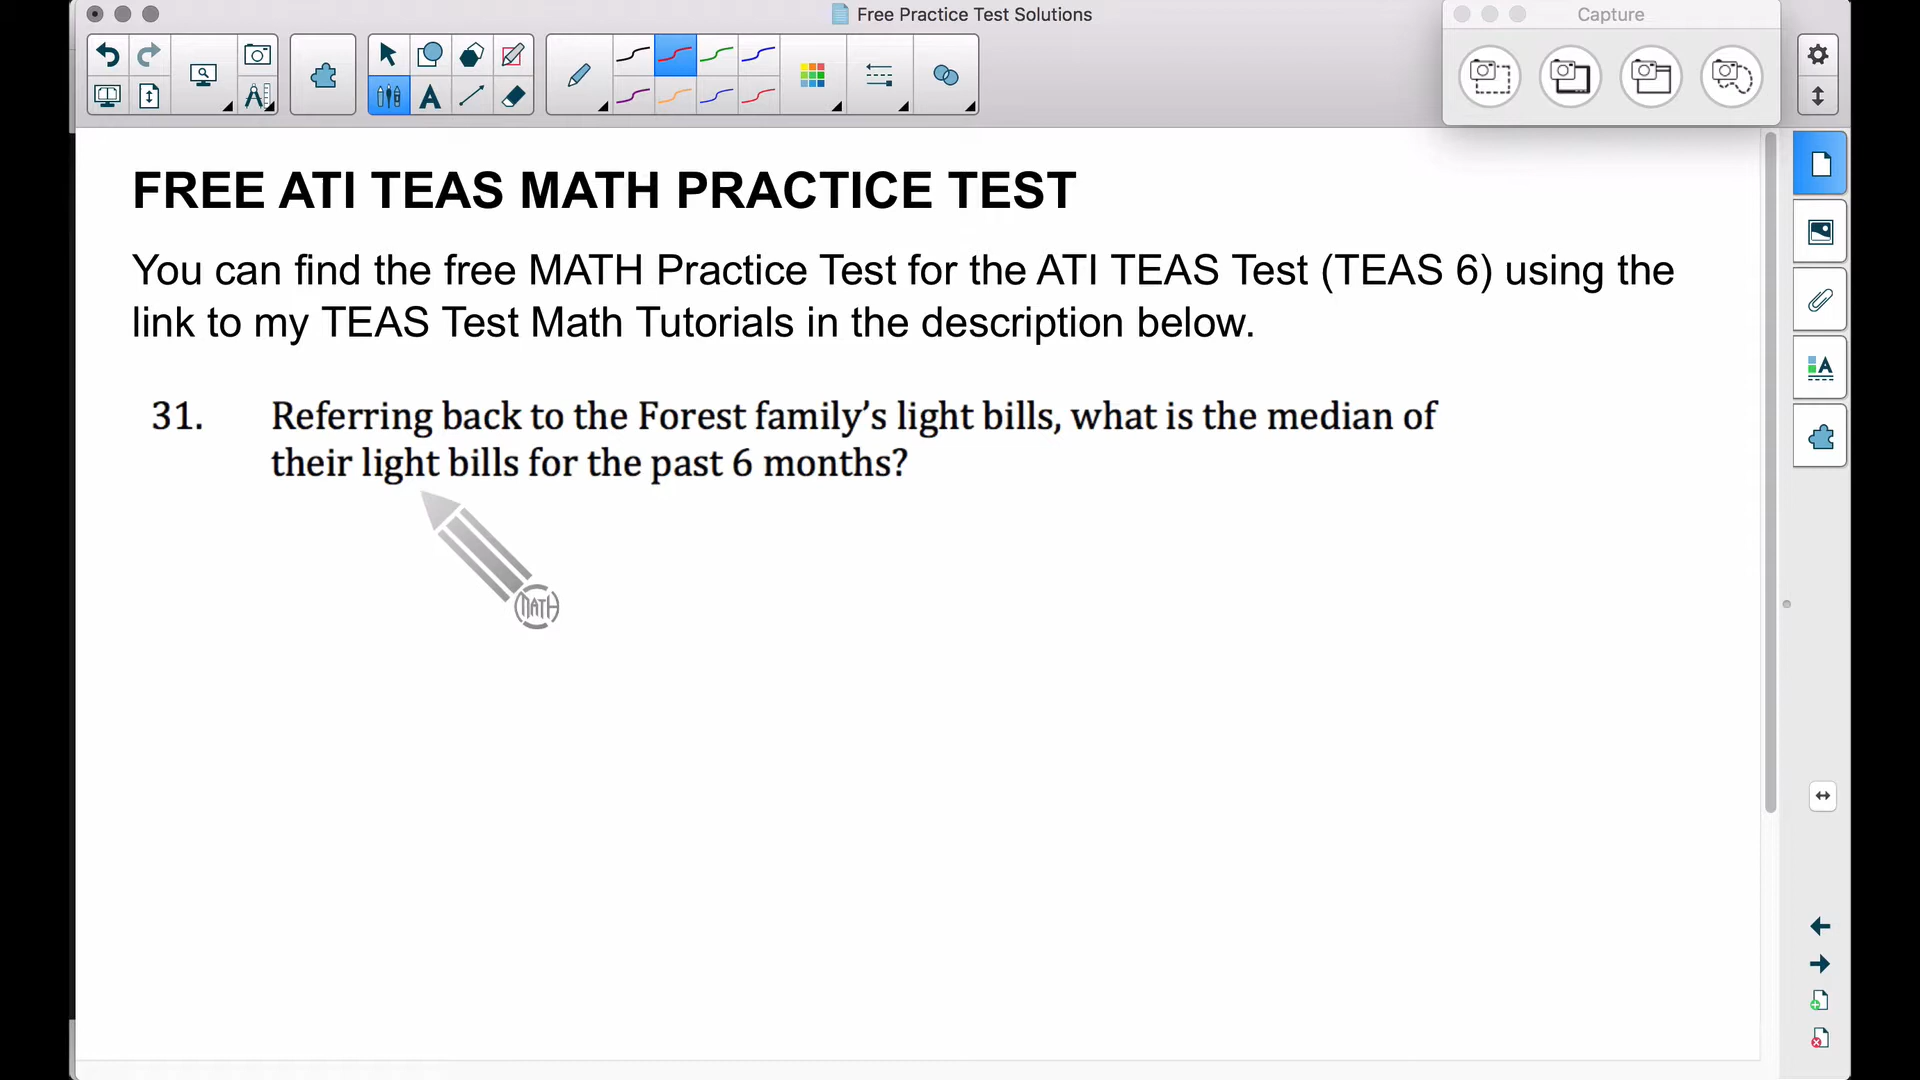 Free Practice Test Solutions
Capture
FREE ATI TEAS MATH PRACTICE TEST
You can find the free MATH Practice Test for the ATI TEAS Test (TEAS 6) using the
link to my TEAS Test Math Tutorials in the description below.
31. Referring back to the Forest family’s light bills, what is the median of
their light bills for the past 6 months?
MATH